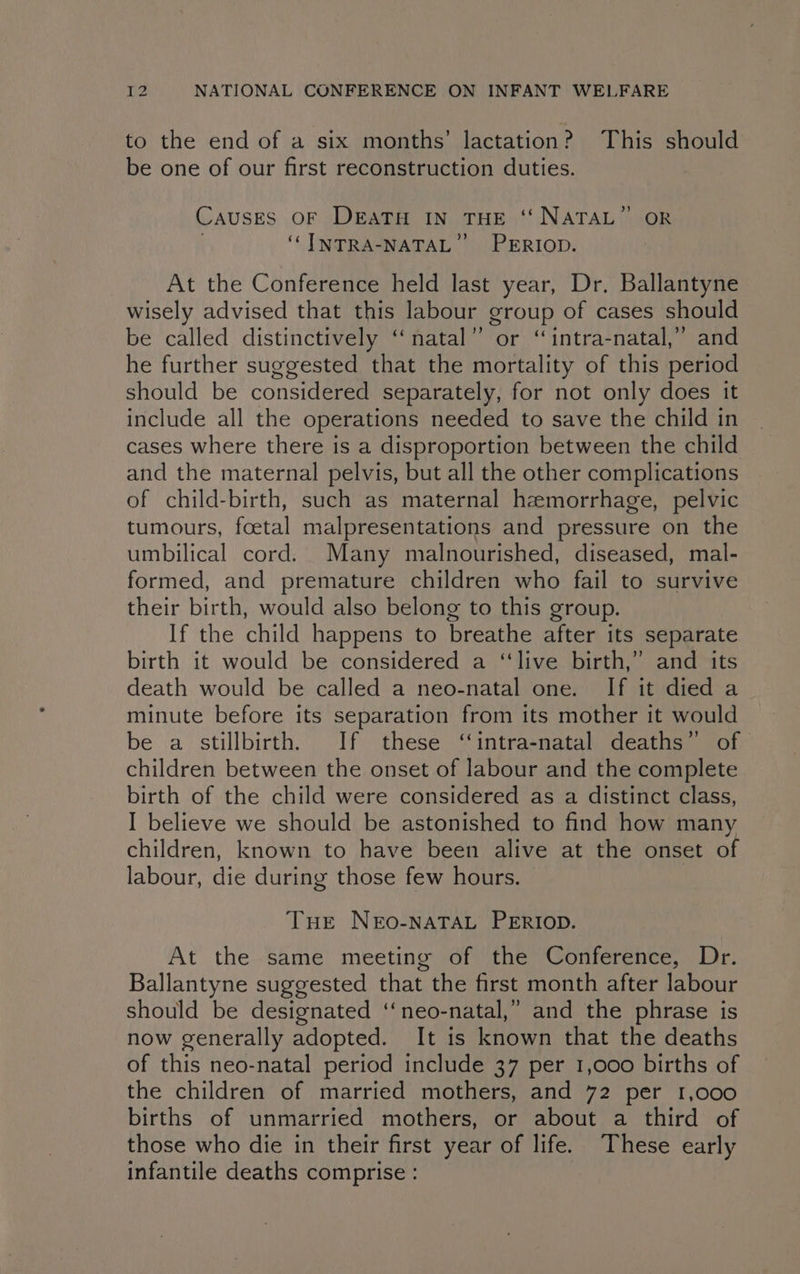 12 NATIONAL CONFERENCE ON INFANT WELFARE
to the end of a six months’ lactation? This should
be one of our first reconstruction duties.
CAUSES OF DEATH IN THE “NATAL” OR
“INTRA-NATAL” PERIOD.
At the Conference held last year, Dr. Ballantyne
wisely advised that this labour group of cases should
be called distinctively “natal” or “intra-natal,” and
he further suggested that the mortality of this period
should be considered separately, for not only does it
include all the operations needed to save the child in
cases where there is a disproportion between the child
and the maternal pelvis, but all the other complications
of child-birth, such as maternal hæmorrhage, pelvic
tumours, fœtal malpresentations and pressure on the
umbilical cord. Many malnourished, diseased, mal-
formed, and premature children who fail to survive
their birth, would also belong to this group.
If the child happens to breathe after its separate
birth it would be considered a “live birth,” and its
death would be called a neo-natal one. If it died a
minute before its separation from its mother it would
be a stillbirth. If these “intra-natal deaths” of
children between the onset of labour and the complete
birth of the child were considered as a distinct class,
I believe we should be astonished to find how many
children, known to have been alive at the onset of
labour, die during those few hours.
THE NEO-NATAL PERIOD.
At the same meeting of the Conference, Dr.
Ballantyne suggested that the first month after labour
should be designated “neo-natal,” and the phrase is
now generally adopted. It is known that the deaths
of this neo-natal period include 37 per 1,000 births of
the children of married mothers, and 72 per 1,000
births of unmarried mothers, or about a third of
those who die in their first year of life. These early
infantile deaths comprise :